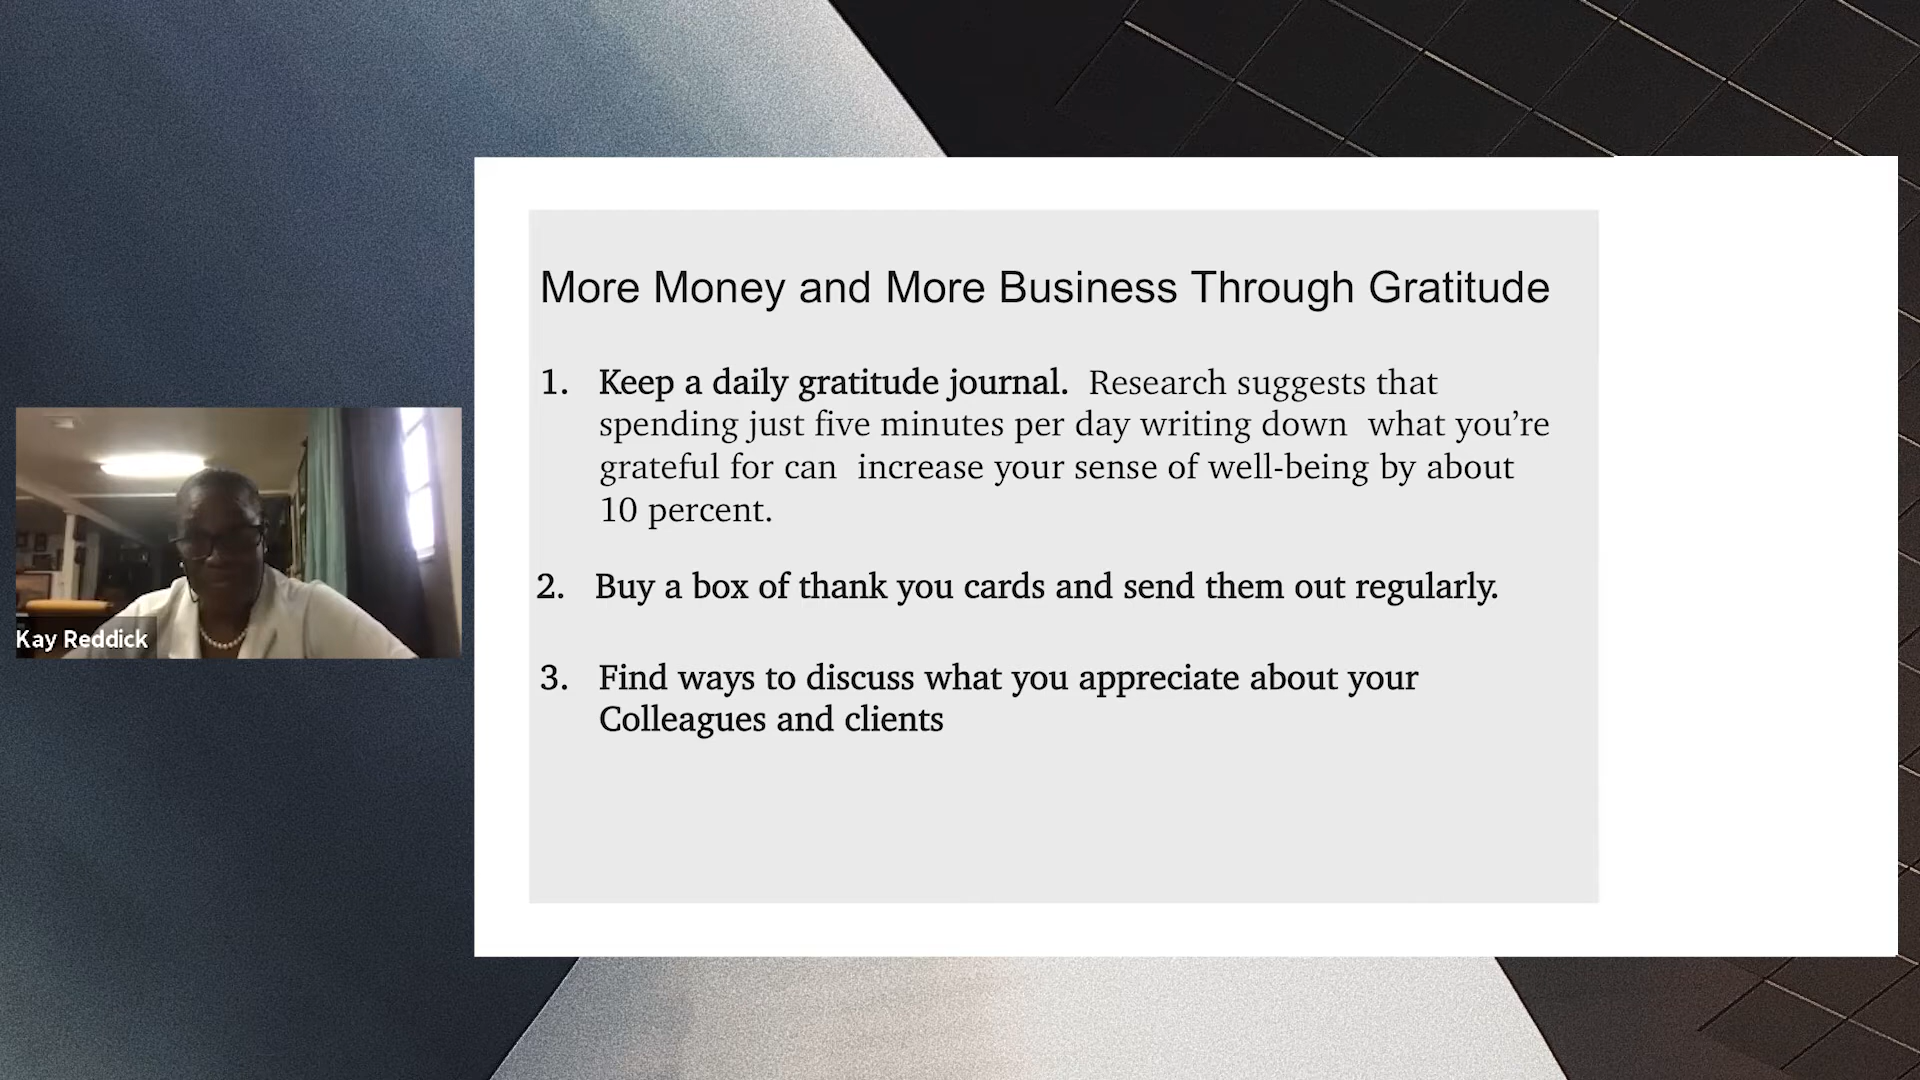 More Money and More Business Through Gratitude
1. Keep a daily gratitude journal. Research suggests that
spending just five minutes per day writing down what you’re
grateful for can increase your sense of well-being by about
10 percent.
2. Buy a box of thank you cards and send them out regularly.
3. Find ways to discuss what you appreciate about your
Colleagues and clients
Kay Reddick